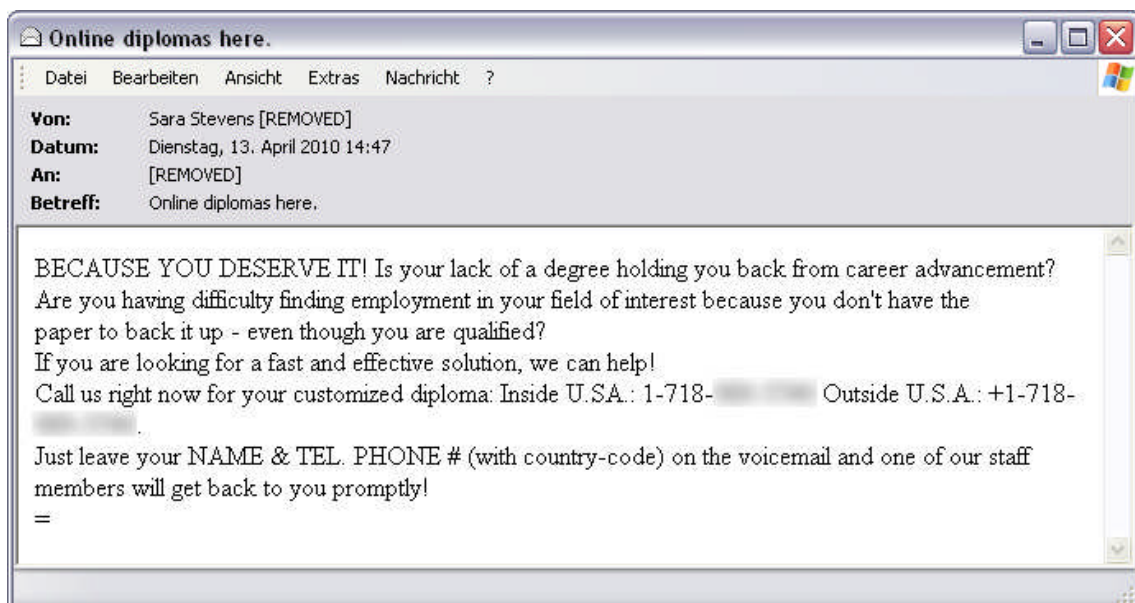 Online diplomas here.
Datei Bearbeiten Ansicht Extras Nachricht ?
Von: Sara Stevens [REMOVED]
Datum: Dienstag, 13. April 2010 14:47
An: [REMOVED]
Betreff: Online diplomas here.
BECAUSE YOU DESERVE IT! Is your lack of a degree holding you back from career advancement?
Are you having difficulty finding employment in your field of interest because you don't have the
paper to back it up - even though you are qualified?
If you are looking for a fast and effective solution, we can help!
Call us right now for your customized diploma: Inside U.S.A.: 1-718- Outside U.S.A.: +1-718-
.
Just leave your NAME & TEL. PHONE # (with country-code) on the voicemail and one of our staff
members will get back to you promptly!
=